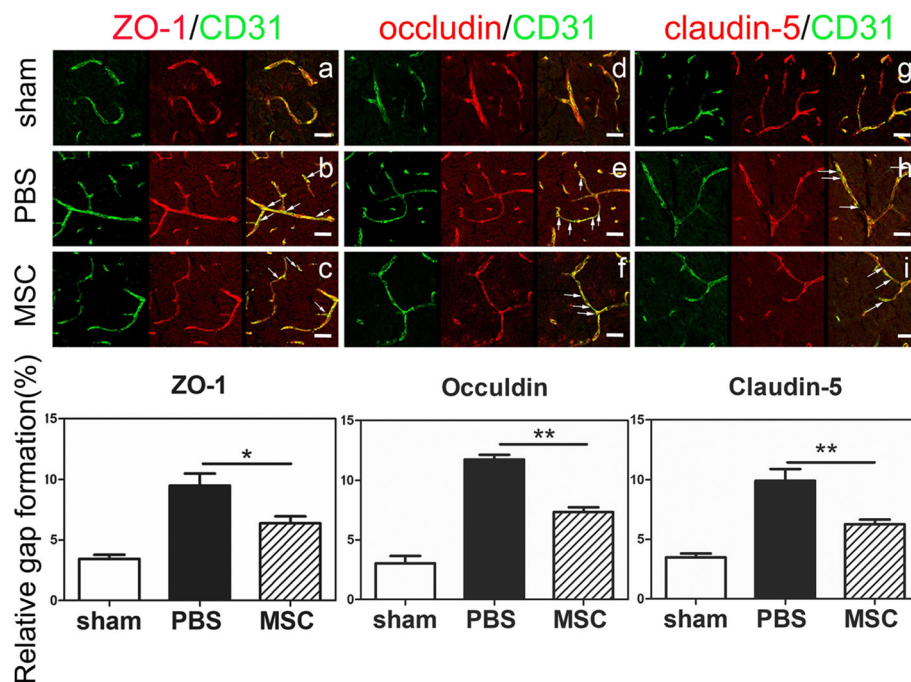 ZO-1/CD31 occludin/CD31 claudin-5/CD31
sham a d g
PBS b e h
MSC c f i
ZO-1 Occuldin Claudin-5
Relative gap formation(%)
15 15 15
* ** **
10 10 10
5 5 5
0 0 0
sham PBS MSC sham PBS MSC sham PBS MSC